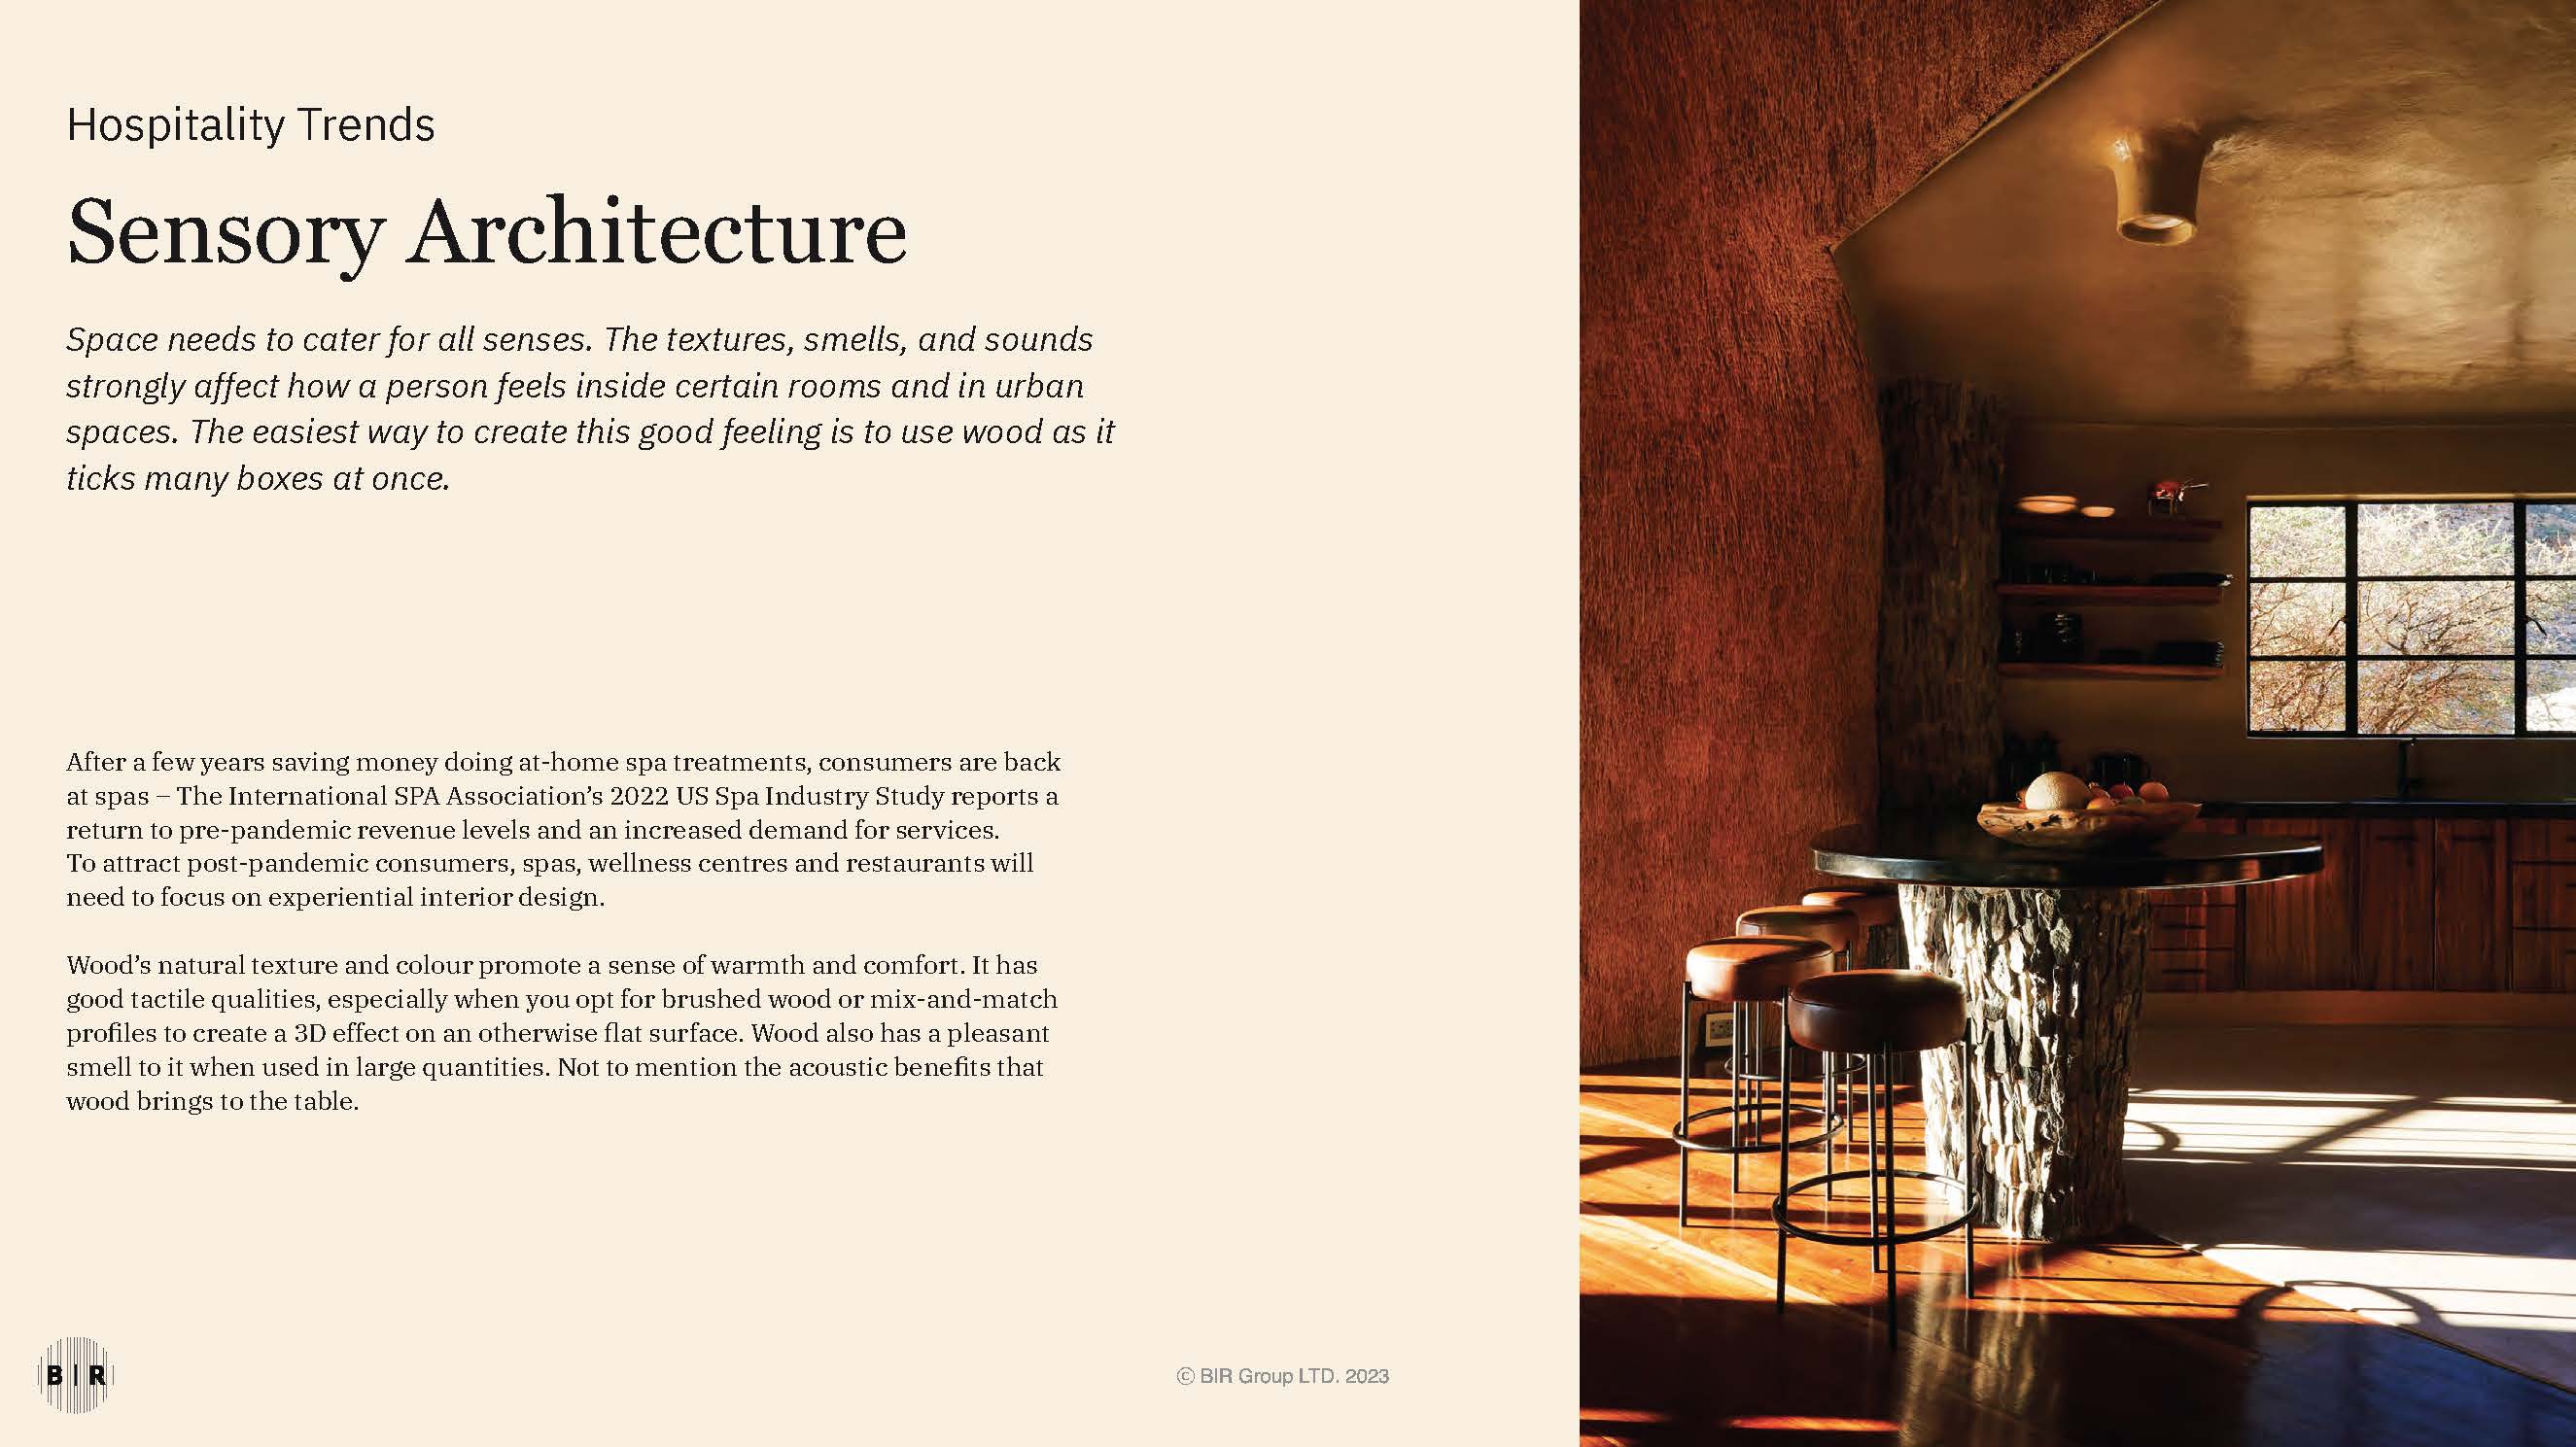 Hospitality Trends
Sensory Architecture
Space needs to cater for all senses. The textures, smells, and sounds
strongly affect how a person feels inside certain rooms and in urban
spaces. The easiest way to create this good feeling is to use wood as it
ticks many boxes at once.
After a few years saving money doing at-home spa treatments, consumers are back
at spas – The International SPA Association’s 2022 US Spa Industry Study reports a
return to pre-pandemic revenue levels and an increased demand for services.
To attract post-pandemic consumers, spas, wellness centres and restaurants will
need to focus on experiential interior design.
Wood’s natural texture and colour promote a sense of warmth and comfort. It has
good tactile qualities, especially when you opt for brushed wood or mix-and-match
profiles to create a 3D effect on an otherwise flat surface. Wood also has a pleasant
smell to it when used in large quantities. Not to mention the acoustic benefits that
wood brings to the table.
B|R
© BIR Group LTD. 2023